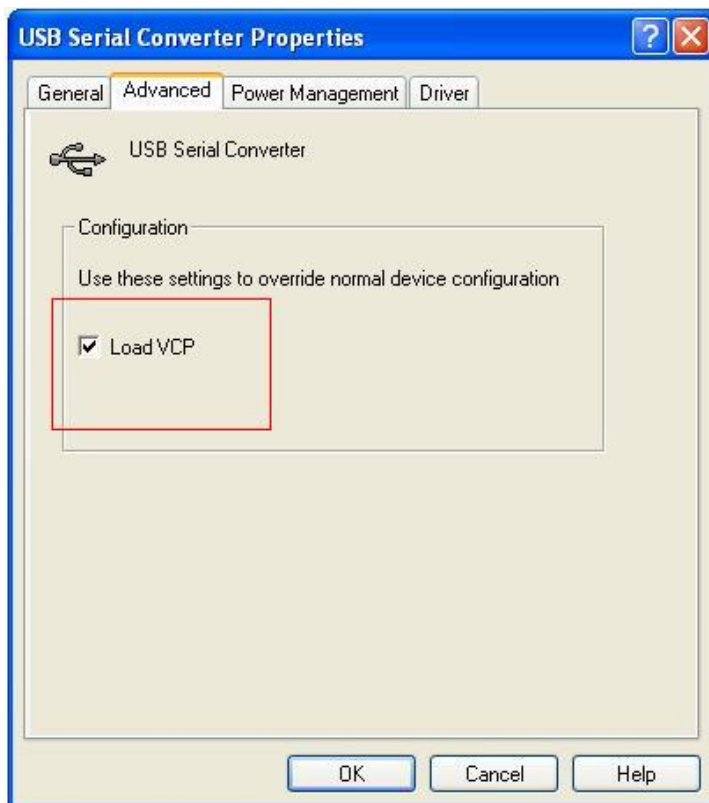 USB Serial Converter Properties
General Advanced Power Management Driver
USB Serial Converter
Configuration
Use these settings to override normal device configuration
Load VCP
OK Cancel Help